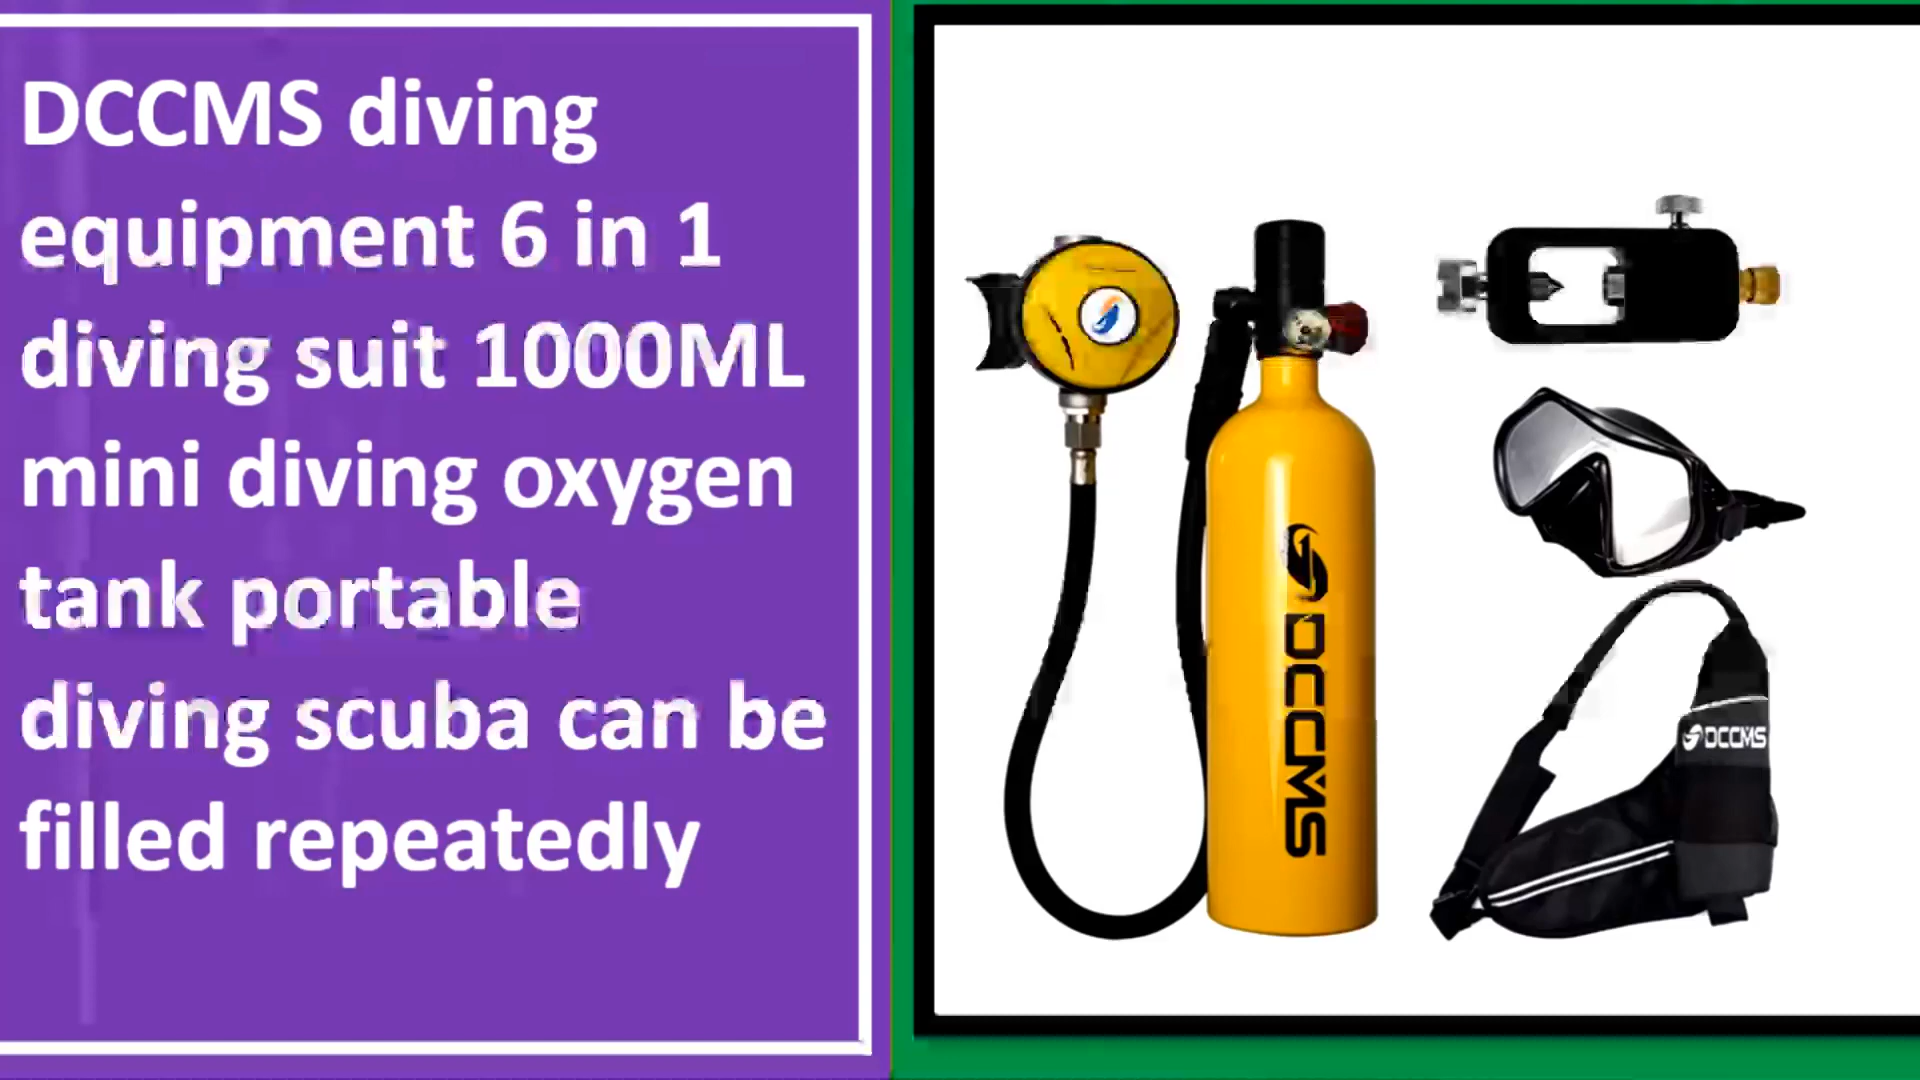 DCCMS diving
equipment 6 in 1
diving suit 1000ML
mini diving oxygen
tank portable
diving scuba can be
filled repeatedly
DCCMS
DCCMS